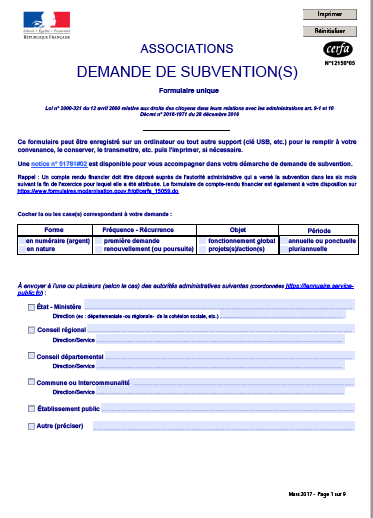 Imprimer
Réinitialiser
Liberté • Égalité • Fraternité
RÉPUBLIQUE FRANÇAISE
cerfa
N°12156*05
ASSOCIATIONS
DEMANDE DE SUBVENTION(S)
Formulaire unique
Loi n° 2000-321 du 12 avril 2000 relative aux droits des citoyens dans leurs relations avec les administrations art. 9-1 et 10
Décret n° 2016-1971 du 28 décembre 2016
Ce formulaire peut être enregistré sur un ordinateur ou tout autre support (clé USB, etc.) pour le remplir à votre
convenance, le conserver, le transmettre, etc. puis l'imprimer, si nécessaire.
Une notice n° 51781#02 est disponible pour vous accompagner dans votre démarche de demande de subvention.
Rappel : Un compte rendu financier doit être déposé auprès de l'autorité administrative qui a versé la subvention dans les six mois
suivant la fin de l'exercice pour lequel elle a été attribuée. Le formulaire de compte-rendu financier est également à votre disposition sur
https://www.formulaires.modernisation.gouv.fr/gf/cerfa_15059.do
Cocher la ou les case(s) correspondant à votre demande :
Forme Fréquence - Récurrence Objet Période
en numéraire (argent) première demande fonctionnement global annuelle ou ponctuelle
en nature renouvellement (ou poursuite) projets(s)/action(s) pluriannuelle
À envoyer à l'une ou plusieurs (selon le cas) des autorités administratives suivantes (coordonnées https://lannuaire.service-
public.fr/) :
État - Ministère
Direction (ex : départementale -ou régionale- de la cohésion sociale, etc.)
Conseil régional
Direction/Service
Conseil départemental
Direction/Service
Commune ou Intercommunalité
Direction/Service
Établissement public
Autre (préciser)
Mars 2017 - Page 1 sur 9